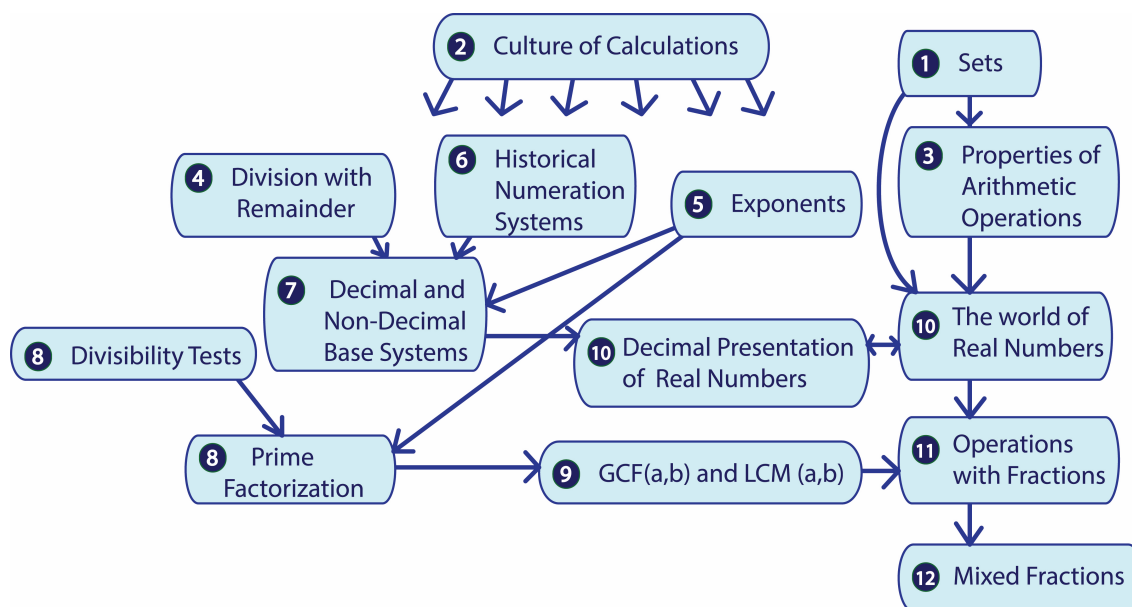 2 Culture of Calculations
1 Sets
3 Properties of
Arithmetic
Operations
4 Division with
Remainder
6 Historical
Numeration
Systems
5 Exponents
7 Decimal and
Non-Decimal
Base Systems
8 Divisibility Tests
10 Decimal Presentation
of Real Numbers
10 The world of
Real Numbers
8 Prime
Factorization
9 GCF(a,b) and LCM (a,b)
11 Operations
with Fractions
12 Mixed Fractions